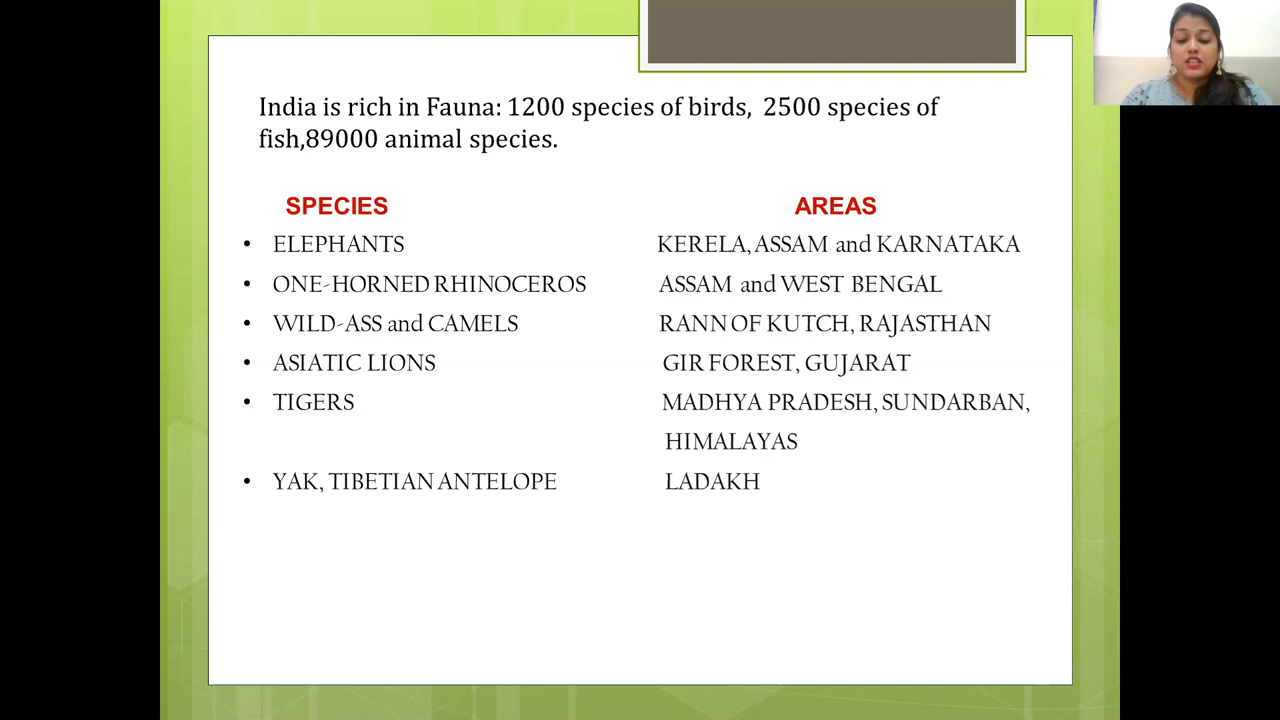 India is rich in Fauna: 1200 species of birds, 2500 species of
fish,89000 animal species.
SPECIES AREAS
• ELEPHANTS KERELA, ASSAM and KARNATAKA
• ONE-HORNED RHINOCEROS ASSAM and WEST BENGAL
• WILD-ASS and CAMELS RANN OF KUTCH, RAJASTHAN
• ASIATIC LIONS GIR FOREST, GUJARAT
• TIGERS MADHYA PRADESH, SUNDARBAN,
HIMALAYAS
• YAK, TIBETIAN ANTELOPE LADAKH